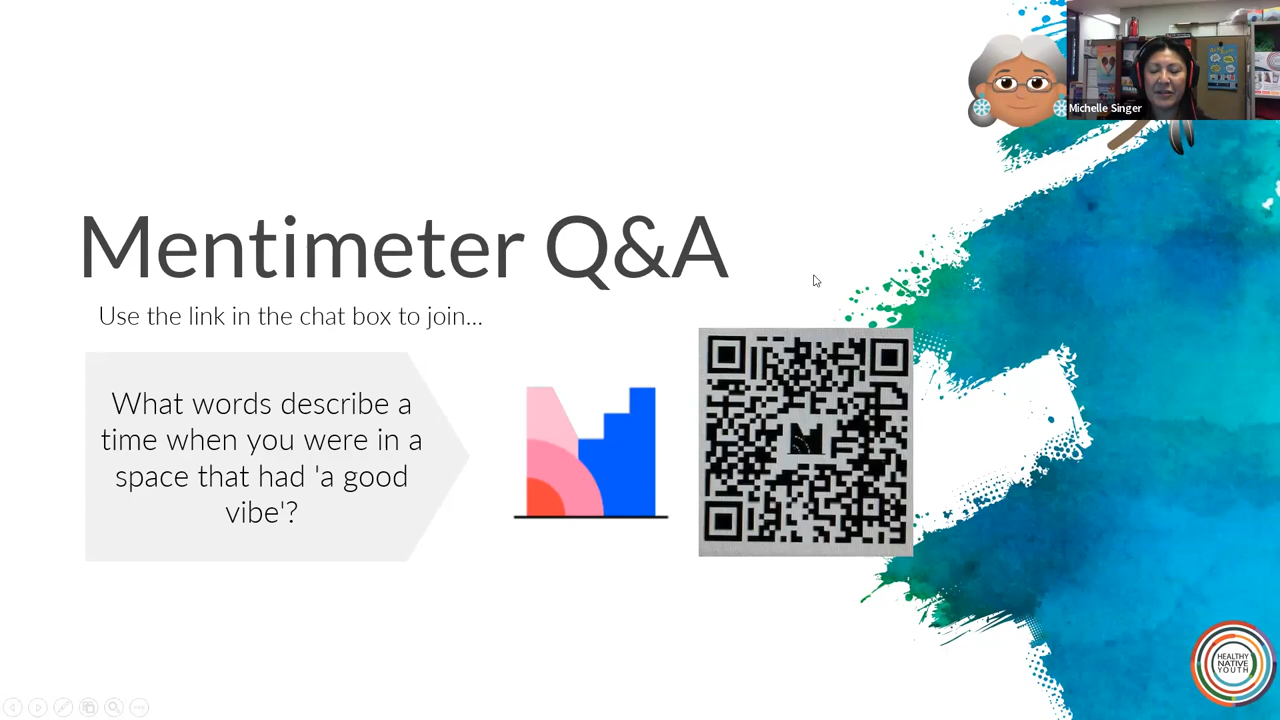 Michelle Singer
Mentimeter Q&A
Use the link in the chat box to join...
What words describe a
time when you were in a
space that had 'a good
vibe'?
HEALTHY
NATIVE
YOUTH